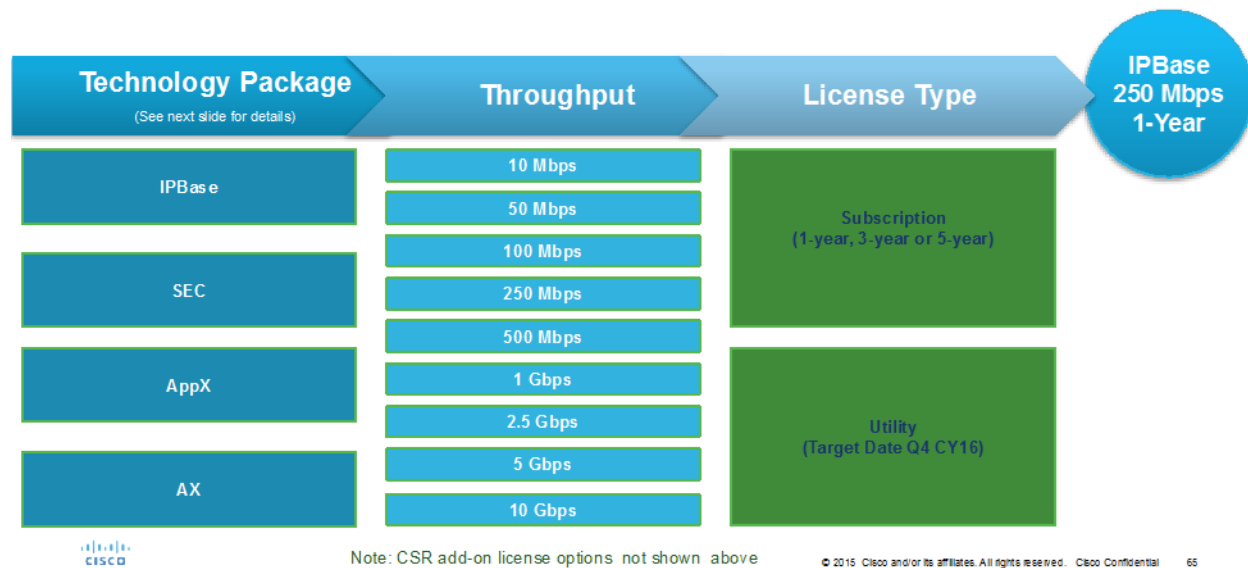 Technology Package
(See next slide for details)
Throughput
License Type
IPBase
250 Mbps
1-Year
IPBase
SEC
AppX
AX
10 Mbps
50 Mbps
100 Mbps
250 Mbps
500 Mbps
1 Gbps
2.5 Gbps
5 Gbps
10 Gbps
Subscription
(1-year, 3-year or 5-year)
Utility
(Target Date Q4 CY16)
CISCO
Note: CSR add-on license options not shown above
© 2015 Cisco and/or its affiliates. All rights reserved. Cisco Confidential 65